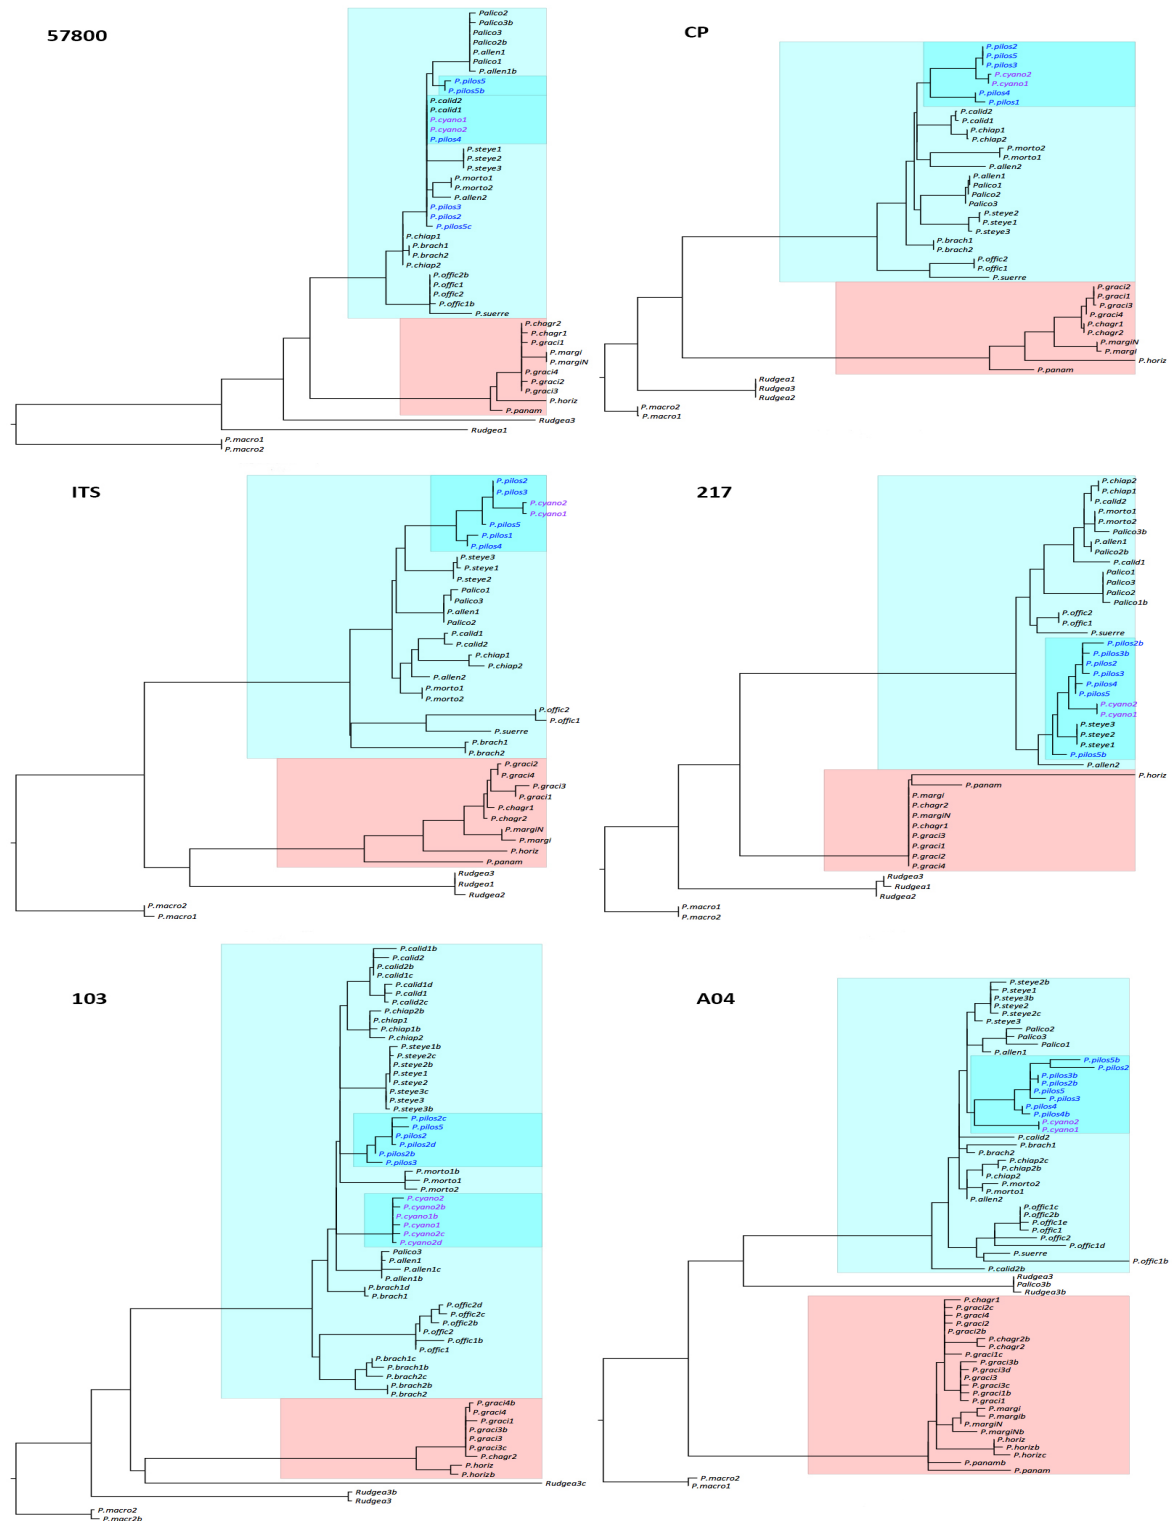 57800
Palico2
Palico3b
Palico3
Palico2b
P.allen1
Palico1
P.allen1b
P.pilos5
P.pilos5b
P.calid2
P.calid1
P.cyano1
P.cyano2
P.pilos4
P.steye1
P.steye2
P.steye3
P.morto1
P.morto2
P.allen2
P.pilos3
P.pilos2
P.pilos5c
P.chiap1
P.brach1
P.brach2
P.chiap2
P.offic2b
P.offic1
P.offic2
P.offic1b
P.suerre
P.chagr2
P.chagr1
P.graci1
P.margi
P.margiN
P.graci4
P.graci2
P.graci3
P.horiz
P.panam
Rudgea3
Rudgea1
P.macro1
P.macro2
CP
P.pilos2
P.pilos5
P.pilos3
P.cyano2
P.cyano1
P.pilos4
P.pilos1
P.calid2
P.calid1
P.chiap1
P.chiap2
P.morto2
P.morto1
P.allen2
P.allen1
Palico1
Palico2
Palico3
P.steye2
P.steye1
P.steye3
P.brach1
P.brach2
P.offic2
P.offic1
P.suerre
P.graci2
P.graci1
P.graci3
P.graci4
P.chagr1
P.chagr2
P.margiN
P.margi
P.horiz
P.panam
Rudgea1
Rudgea3
Rudgea2
P.macro2
P.macro1
ITS
P.pilos2
P.pilos3
P.cyano2
P.cyano1
P.pilos5
P.pilos1
P.pilos4
P.steye3
P.steye1
P.steye2
Palico1
Palico3
P.allen1
Palico2
P.calid1
P.calid2
P.chiap1
P.chiap2
P.allen2
P.morto1
P.morto2
P.offic2
P.offic1
P.suerre
P.brach1
P.brach2
P.graci2
P.graci4
P.graci3
P.graci1
P.chagr1
P.chagr2
P.margiN
P.margi
P.horiz
P.panam
Rudgea3
Rudgea1
Rudgea2
P.macro2
P.macro1
217
P.chiap2
P.chiap1
P.calid2
P.morto1
P.morto2
Palico3b
P.allen1
Palico2b
P.calid1
Palico1
Palico3
Palico2
Palico1b
P.offic2
P.offic1
P.suerre
P.pilos2b
P.pilos3b
P.pilos2
P.pilos3
P.pilos4
P.pilos5
P.cyano2
P.cyano1
P.steye3
P.steye2
P.steye1
P.pilos5b
P.allen2
P.horiz
P.panam
P.margi
P.chagr2
P.margiN
P.chagr1
P.graci3
P.graci1
P.graci2
P.graci4
Rudgea3
Rudgea1
Rudgea2
P.macro1
P.macro2
103
P.calid1b
P.calid2
P.calid2b
P.calid1c
P.calid1d
P.calid1
P.calid2c
P.chiap2b
P.chiap1
P.chiap1b
P.chiap2
P.steye1b
P.steye2c
P.steye2b
P.steye1
P.steye2
P.steye3c
P.steye3
P.steye3b
P.pilos2c
P.pilos5
P.pilos2
P.pilos2d
P.pilos2b
P.pilos3
P.morto1b
P.morto1
P.morto2
P.cyano2
P.cyano2b
P.cyano1b
P.cyano1
P.cyano2c
P.cyano2d
Palico3
P.allen1
P.allen1c
P.allen1b
P.brach1d
P.brach1
P.offic2d
P.offic2c
P.offic2b
P.offic2
P.offic1b
P.offic1
P.brach1c
P.brach1b
P.brach2c
P.brach2b
P.brach2
P.graci4b
P.graci4
P.graci1
P.graci3b
P.graci3
P.graci3c
P.chagr2
P.horiz
P.horizb
Rudgea3c
Rudgea3b
Rudgea3
P.macro2
P.macr2b
A04
P.steye2b
P.steye1
P.steye3b
P.steye2
P.steye2c
P.steye3
Palico2
Palico3
Palico1
P.allen1
P.pilos5b
P.pilos2
P.pilos3b
P.pilos2b
P.pilos5
P.pilos3
P.pilos4
P.pilos4b
P.cyano2
P.cyano1
P.calid2
P.brach1
P.brach2
P.chiap2c
P.chiap2b
P.chiap2
P.morto2
P.morto1
P.allen2
P.offic1c
P.offic2b
P.offic1e
P.offic1
P.offic2
P.offic1d
P.suerre
P.offic1b
P.calid2b
Rudgea3
Palico3b
Rudgea3b
P.chagr1
P.graci2c
P.graci4
P.graci2
P.graci2b
P.chagr2b
P.chagr2
P.graci1c
P.graci3b
P.graci3d
P.graci3
P.graci3c
P.graci1b
P.graci1
P.margi
P.margib
P.margiN
P.margiNb
P.horiz
P.horizb
P.horizc
P.panamb
P.panam
P.macro2
P.macro1